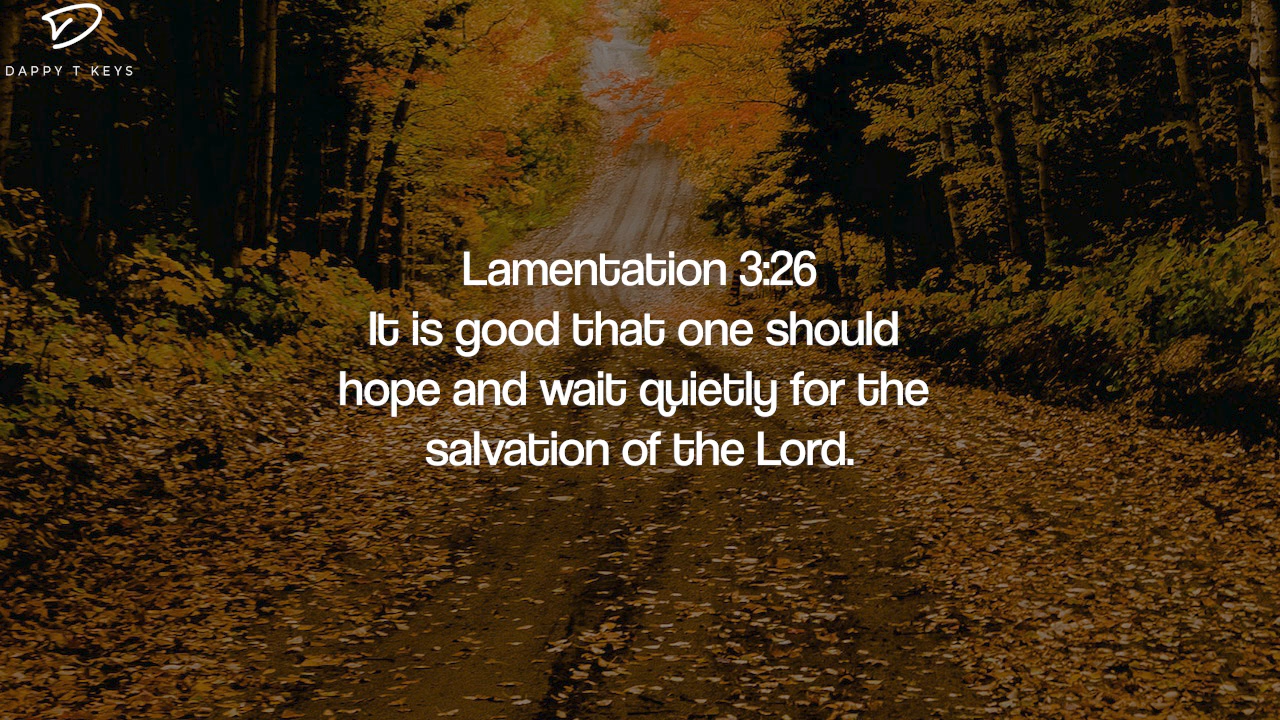 DAPPY T KEYS
Lamentation 3:26
It is good that one should
hope and wait quietly for the
salvation of the Lord.